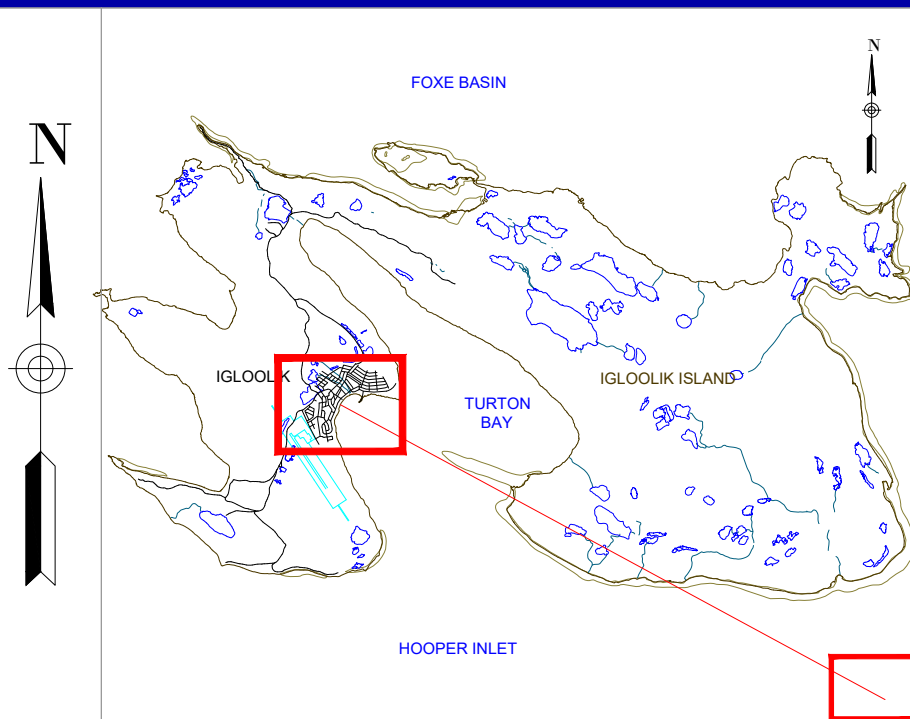 N
FOXE BASIN
N
IGLOOLIK
IGLOOLIK ISLAND
TURTON
BAY
HOOPER INLET